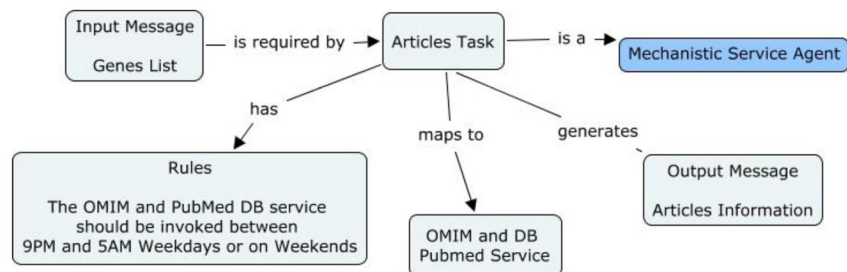 Input Message
Genes List
is required by
Articles Task
is a
Mechanistic Service Agent
has
maps to
generates
Rules
The OMIM and PubMed DB service
should be invoked between
9PM and 5AM Weekdays or on Weekends
OMIM and DB
Pubmed Service
Output Message
Articles Information